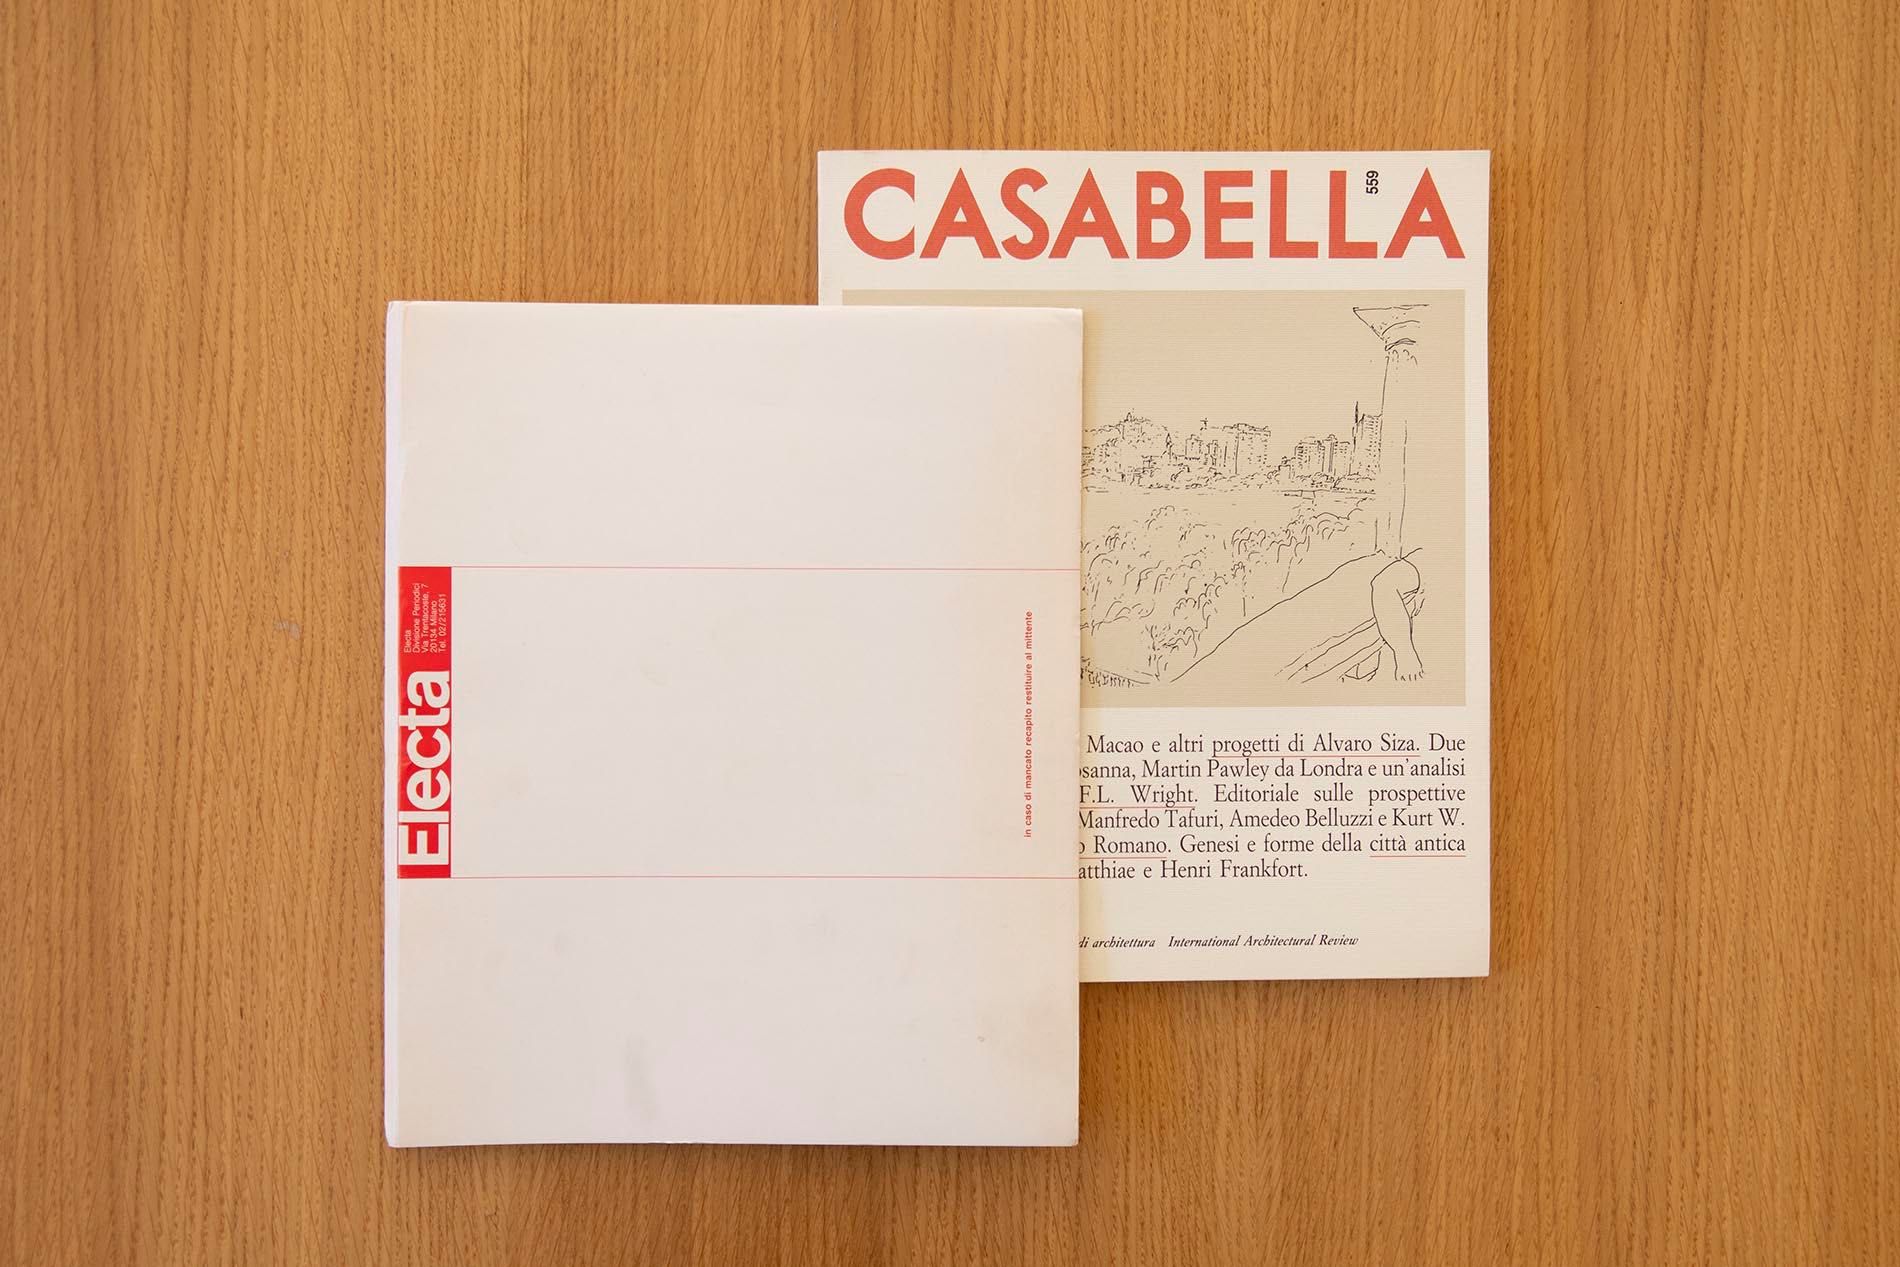 CASABELLA
559
Macao e altri progetti di Alvaro Siza. Due
osanna, Martin Pawley da Londra e un'analisi
F.L. Wright. Editoriale sulle prospettive
Manfredo Tafuri, Amedeo Belluzzi e Kurt W.
o Romano. Genesi e forme della città antica
atthiae e Henri Frankfort.
di architettura International Architectural Review
Electa
Electa
Divisione Periodici
Via Trentacoste, 7
20134 Milano
Tel. 02/215631
in caso di mancato recapito restituire al mittente